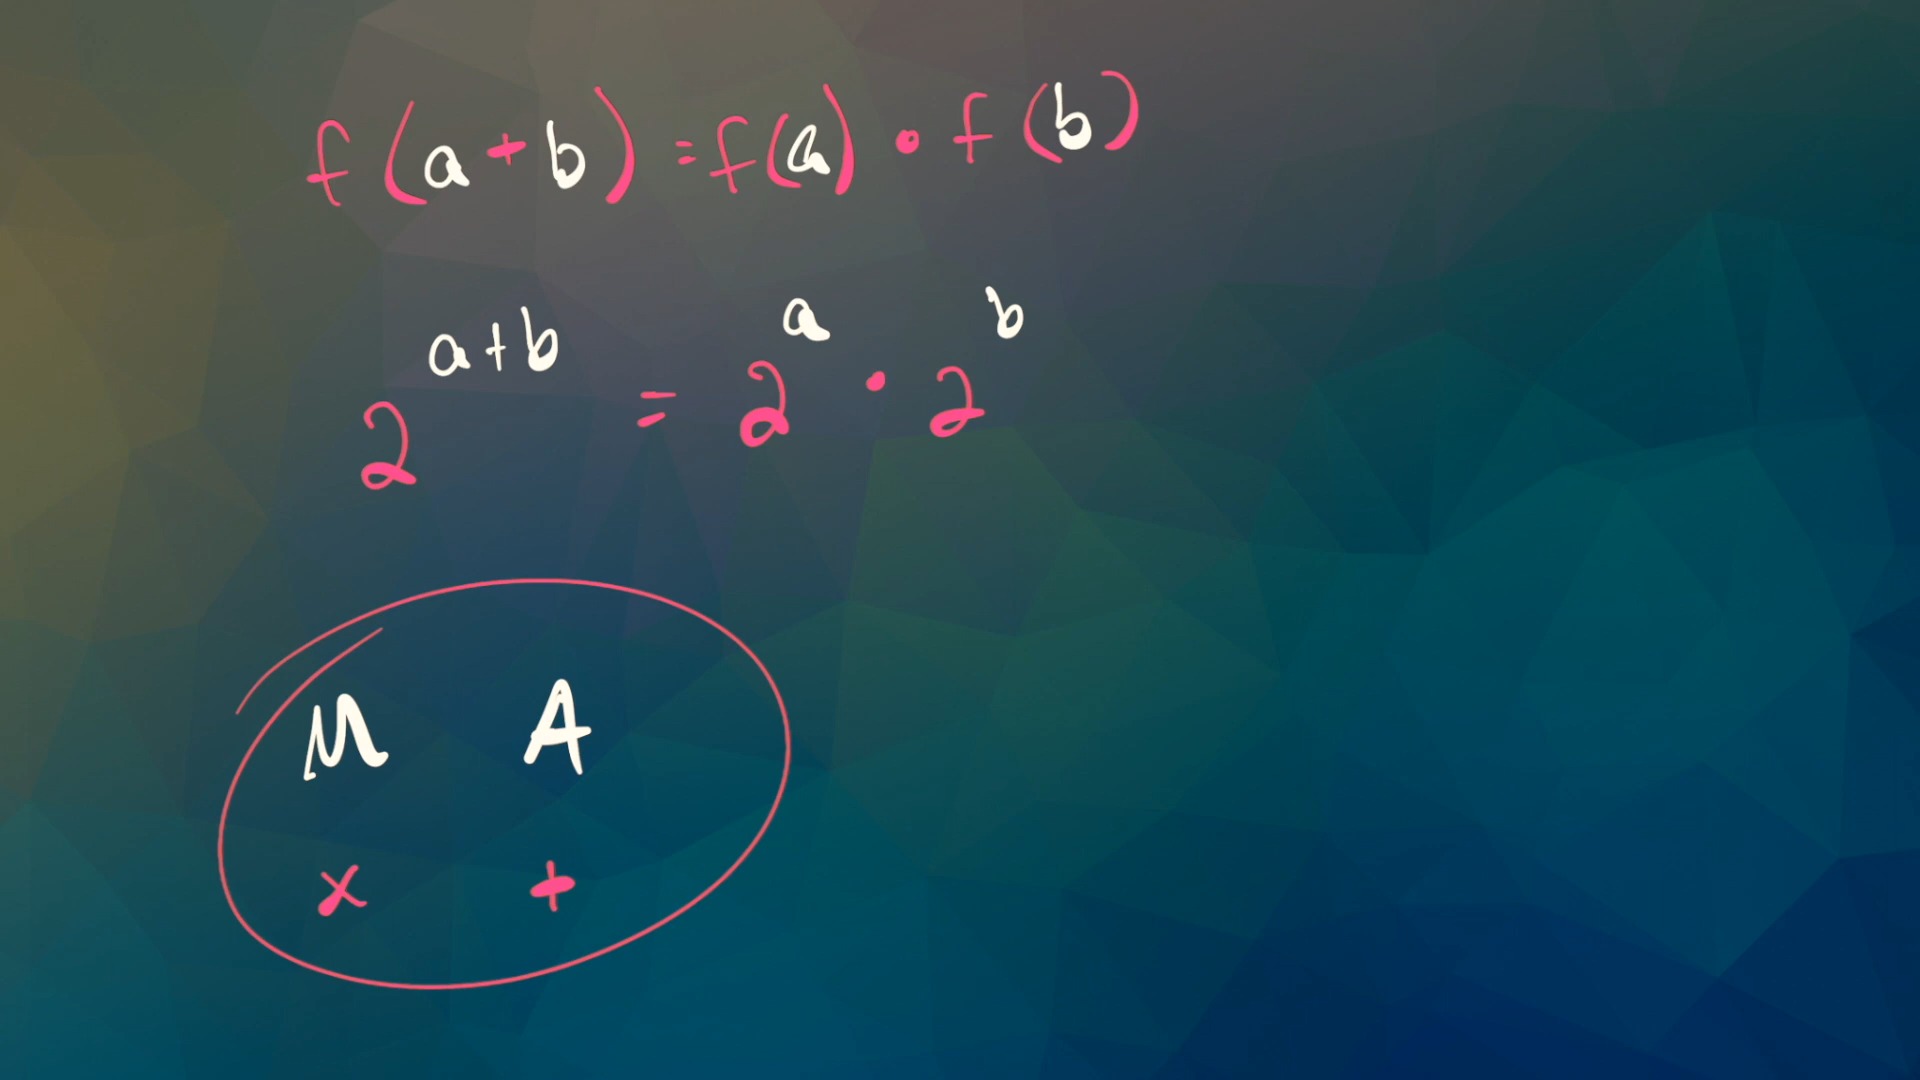 f(a+b)=f(a)•f(b)
2^{a+b} = 2^a • 2^b
M A
x +